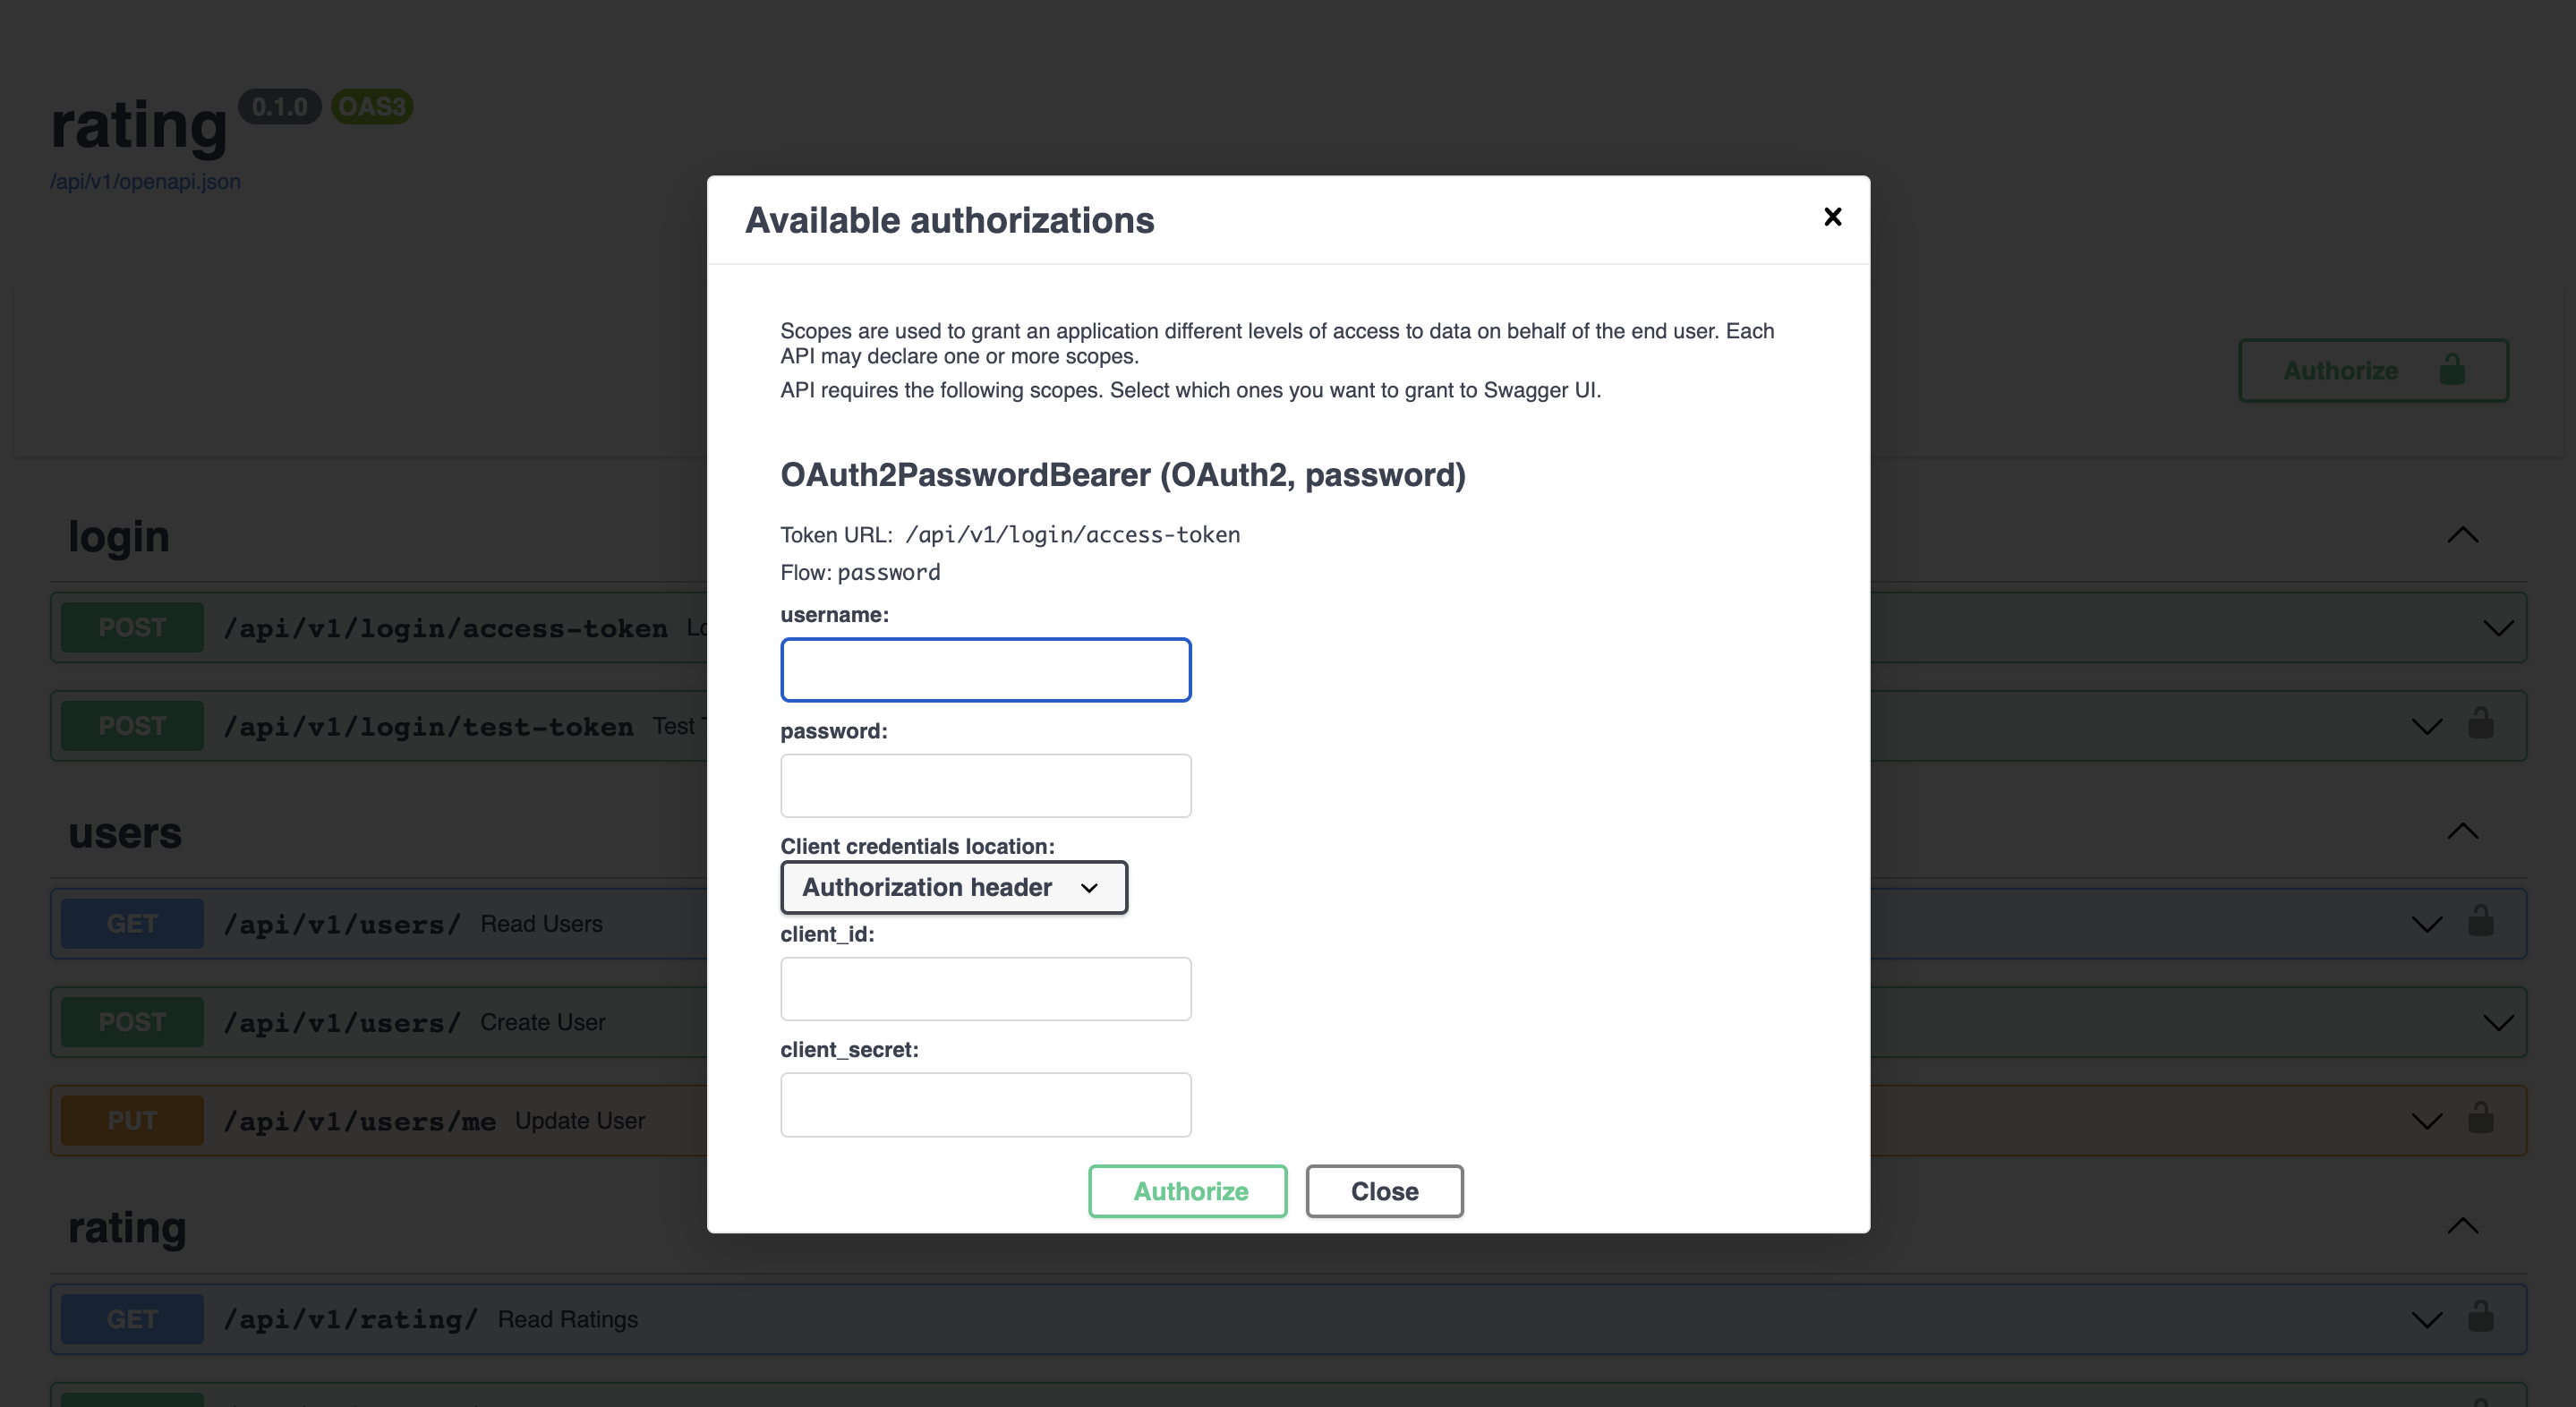 rating 0.1.0 OAS3
/api/v1/openapi.json
Available authorizations
Scopes are used to grant an application different levels of access to data on behalf of the end user. Each
API may declare one or more scopes.
API requires the following scopes. Select which ones you want to grant to Swagger UI.
Authorize
OAuth2PasswordBearer (OAuth2, password)
Token URL: /api/v1/login/access-token
Flow: password
username:
password:
Client credentials location:
Authorization header
client_id:
client_secret:
Authorize Close
login
POST /api/v1/login/access-token
POST /api/v1/login/test-token Test
users
GET /api/v1/users/ Read Users
POST /api/v1/users/ Create User
PUT /api/v1/users/me Update User
rating
GET /api/v1/rating/ Read Ratings